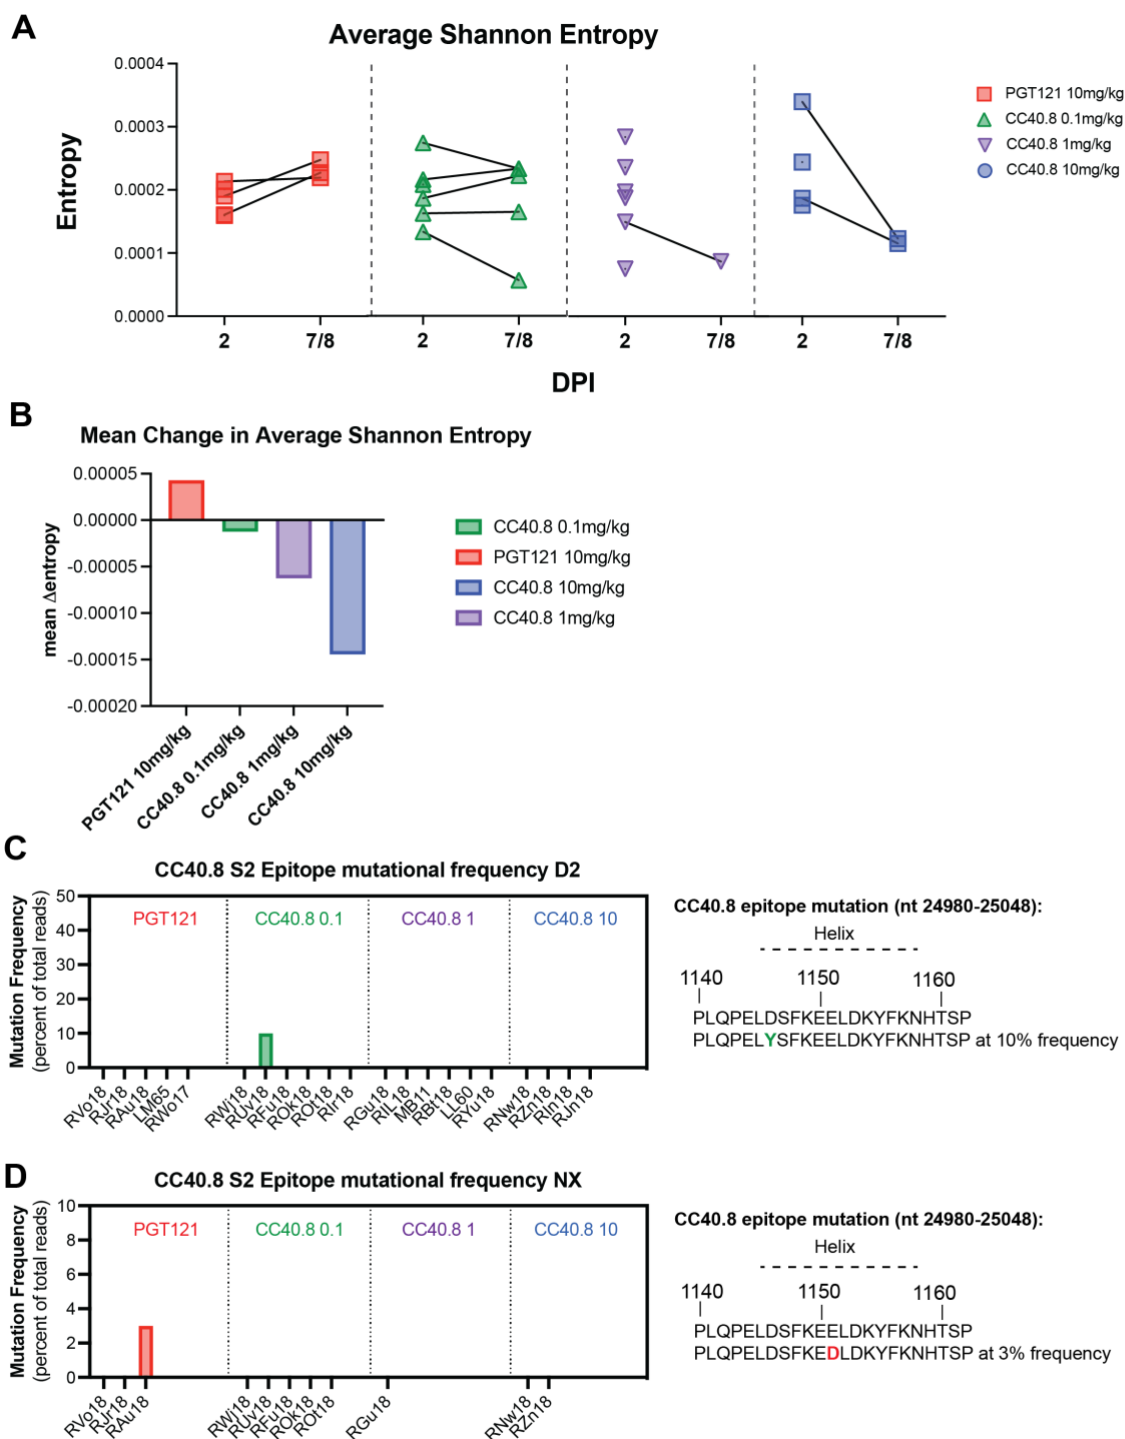 A
Average Shannon Entropy
Entropy
0.0004
0.0003
0.0002
0.0001
0.0000
2 7/8 2 7/8 2 7/8 2 7/8
DPI
PGT121 10mg/kg
CC40.8 0.1mg/kg
CC40.8 1mg/kg
CC40.8 10mg/kg
B
Mean Change in Average Shannon Entropy
mean Δentropy
0.00005
0.00000
-0.00005
-0.00010
-0.00015
-0.00020
PGT121 10mg/kg
CC40.8 0.1mg/kg
CC40.8 1mg/kg
CC40.8 10mg/kg
CC40.8 0.1mg/kg
PGT121 10mg/kg
CC40.8 10mg/kg
CC40.8 1mg/kg
C
CC40.8 S2 Epitope mutational frequency D2
Mutation Frequency
(percent of total reads)
50
40
30
20
10
0
PGT121 CC40.8 0.1 CC40.8 1 CC40.8 10
RVo18 RJr18 RAu18 LM65 RWo17 RWj18 RUv18 RFu18 ROk18 ROt18 RIr18 RGu18 RIL18 MB11 RBt18 LL60 RYu18 RNw18 RZn18 RIn18 RJn18
CC40.8 epitope mutation (nt 24980-25048):
Helix
1140 1150 1160
PLQPELDSFKEELDKYFKNHTSP
PLQPELYSFKEELDKYFKNHTSP at 10% frequency
D
CC40.8 S2 Epitope mutational frequency NX
Mutation Frequency
(percent of total reads)
10
8
6
4
2
0
PGT121 CC40.8 0.1 CC40.8 1 CC40.8 10
RVo18 RJr18 RAu18 RWj18 RUv18 RFu18 ROk18 ROt18 RGu18 RNw18 RZn18
CC40.8 epitope mutation (nt 24980-25048):
Helix
1140 1150 1160
PLQPELDSFKEELDKYFKNHTSP
PLQPELDSFKEDLDKYFKNHTSP at 3% frequency